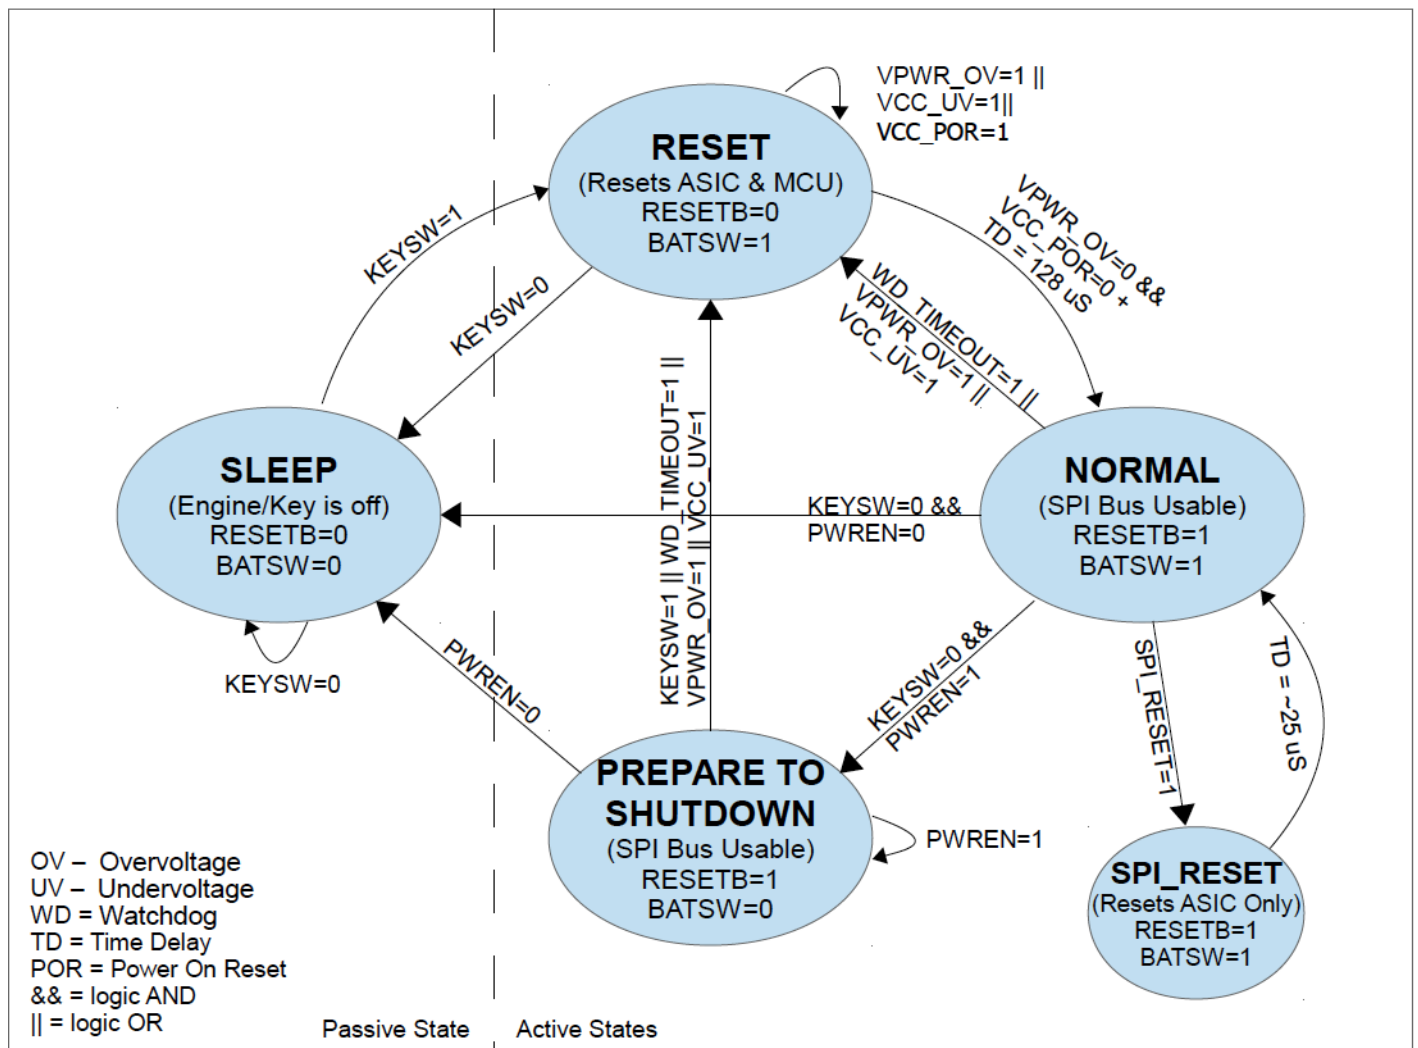 VPWR_OV=1 ||
VCC_UV=1||
VCC_POR=1
RESET
(Resets ASIC & MCU)
RESETB=0
BATSW=1
VPWR_OV=0 &&
VCC_POR=0 +
TD = 128 uS
KEYSW=1
KEYSW=0
WD_TIMEOUT=1 ||
VPWR_OV=1 ||
VCC_UV=1
KEYSW=1 || WD_TIMEOUT=1 ||
VPWR_OV=1 || VCC_UV=1
SLEEP
(Engine/Key is off)
RESETB=0
BATSW=0
KEYSW=0 &&
PWREN=0
NORMAL
(SPI Bus Usable)
RESETB=1
BATSW=1
KEYSW=0
PWREN=0
KEYSW=0 &&
PWREN=1
SPI_RESET=1
TD = ~25 uS
PREPARE TO
SHUTDOWN
(SPI Bus Usable)
RESETB=1
BATSW=0
PWREN=1
SPI_RESET
(Resets ASIC Only)
RESETB=1
BATSW=1
OV – Overvoltage
UV – Undervoltage
WD = Watchdog
TD = Time Delay
POR = Power On Reset
&& = logic AND
|| = logic OR
Passive State
Active States